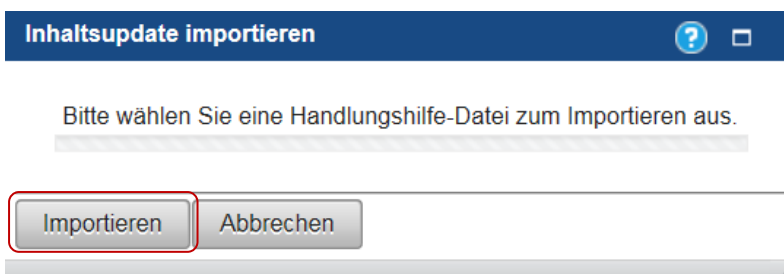 Inhaltsupdate importieren ?
Bitte wählen Sie eine Handlungshilfe-Datei zum Importieren aus.
Importieren Abbrechen